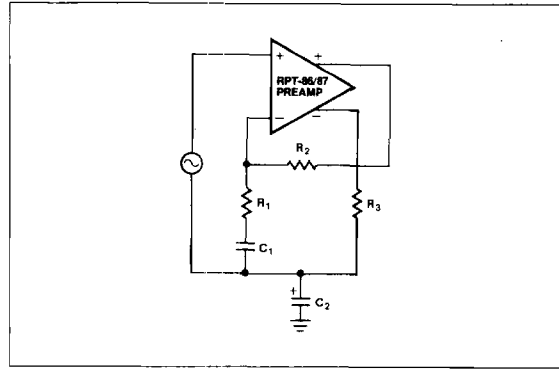 + +
RPT-86/87
PREAMP
− −
R2
R1
R3
C1
+
C2